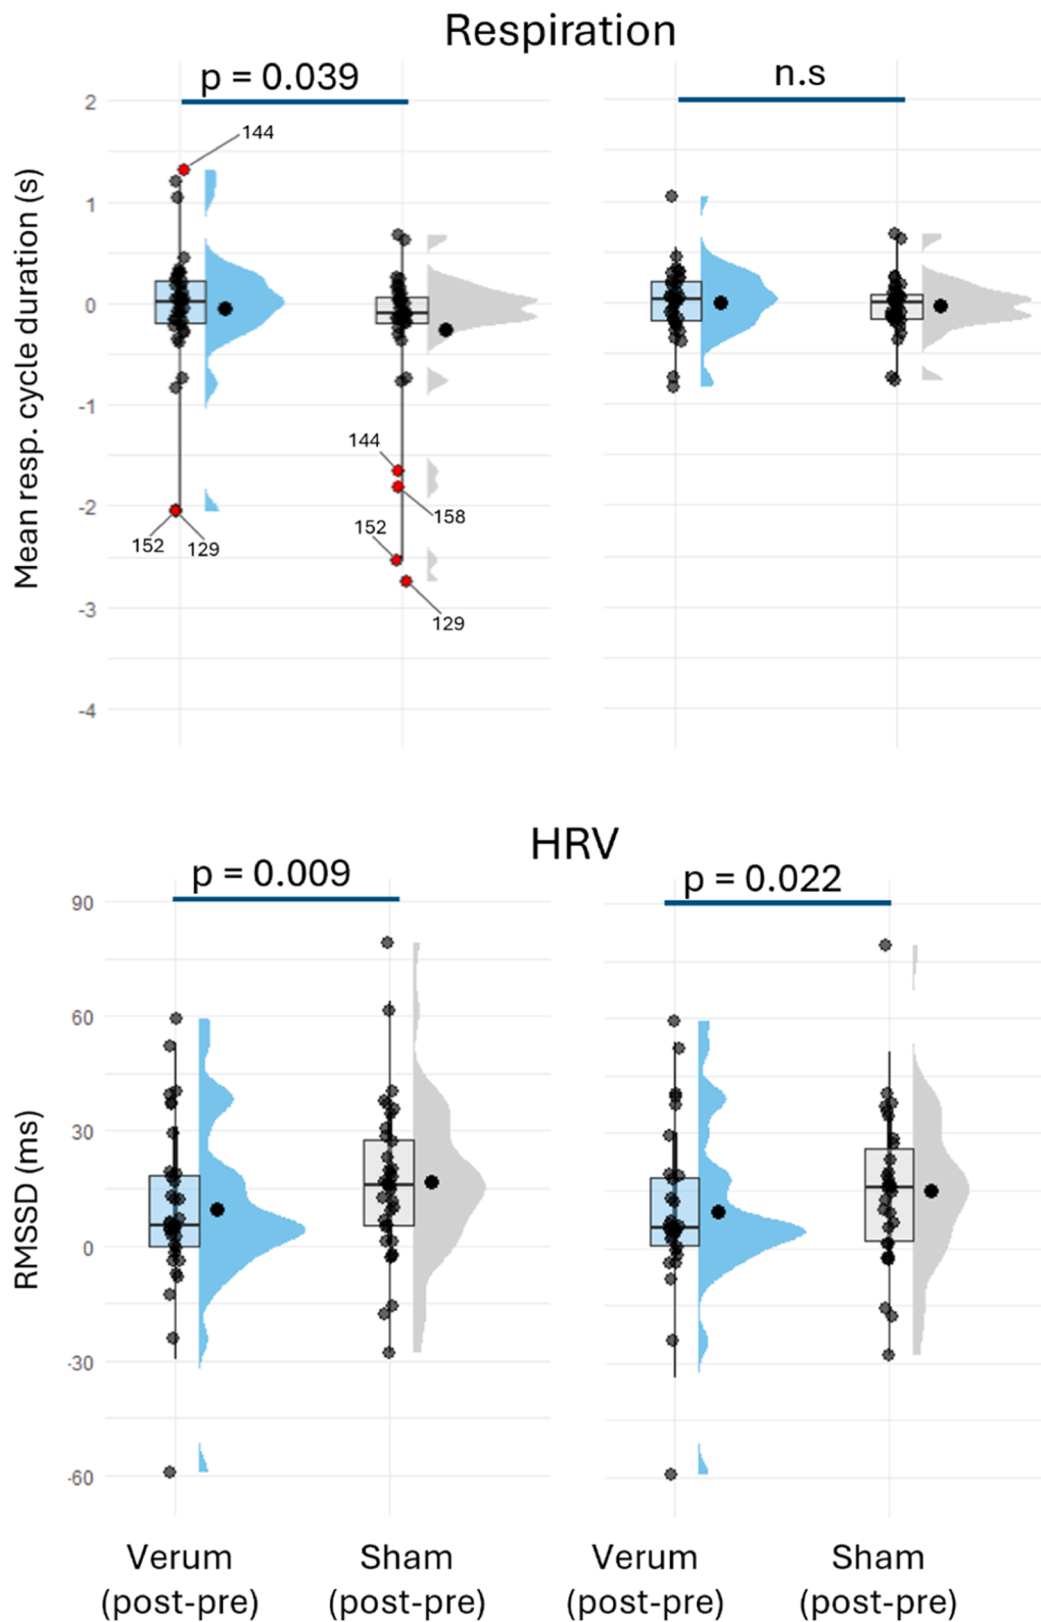 Respiration
p = 0.039
n.s
Mean resp. cycle duration (s)
2
1
0
-1
-2
-3
-4
144
152
129
144
158
152
129
HRV
p = 0.009
p = 0.022
RMSSD (ms)
90
60
30
0
-30
-60
Verum
(post-pre)
Sham
(post-pre)
Verum
(post-pre)
Sham
(post-pre)